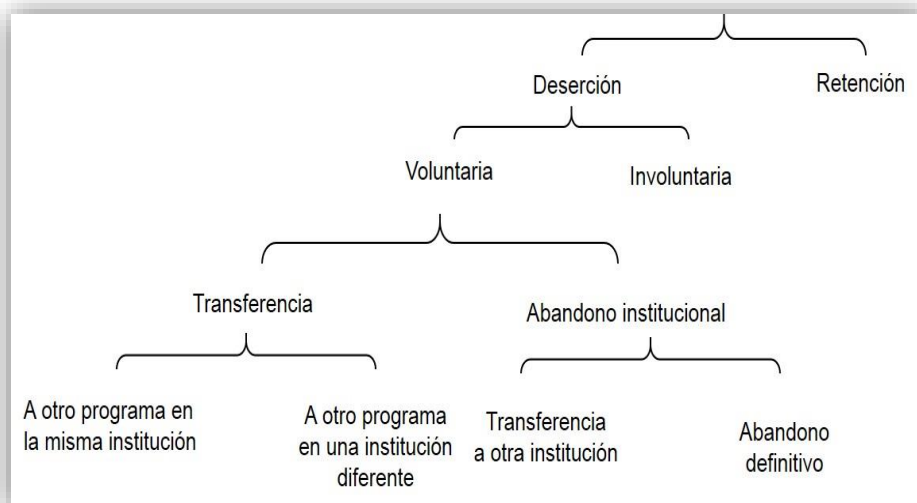 Deserción
Retención
Voluntaria
Involuntaria
Transferencia
Abandono institucional
A otro programa en
la misma institución
A otro programa
en una institución
diferente
Transferencia
a otra institución
Abandono
definitivo